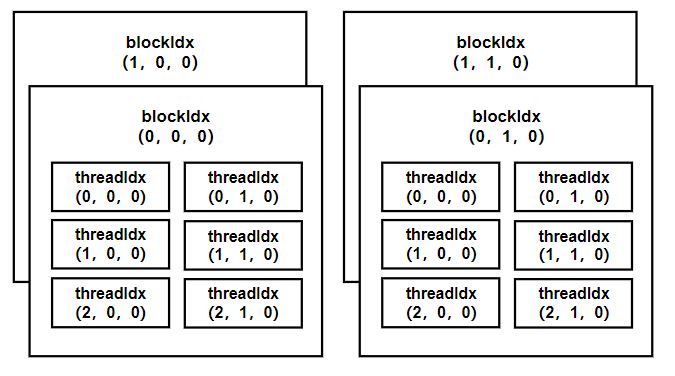 blockIdx
(1, 0, 0)
blockIdx
(1, 1, 0)
blockIdx
(0, 0, 0)
threadIdx
(0, 0, 0)
threadIdx
(0, 1, 0)
threadIdx
(1, 0, 0)
threadIdx
(1, 1, 0)
threadIdx
(2, 0, 0)
threadIdx
(2, 1, 0)
blockIdx
(0, 1, 0)
threadIdx
(0, 0, 0)
threadIdx
(0, 1, 0)
threadIdx
(1, 0, 0)
threadIdx
(1, 1, 0)
threadIdx
(2, 0, 0)
threadIdx
(2, 1, 0)